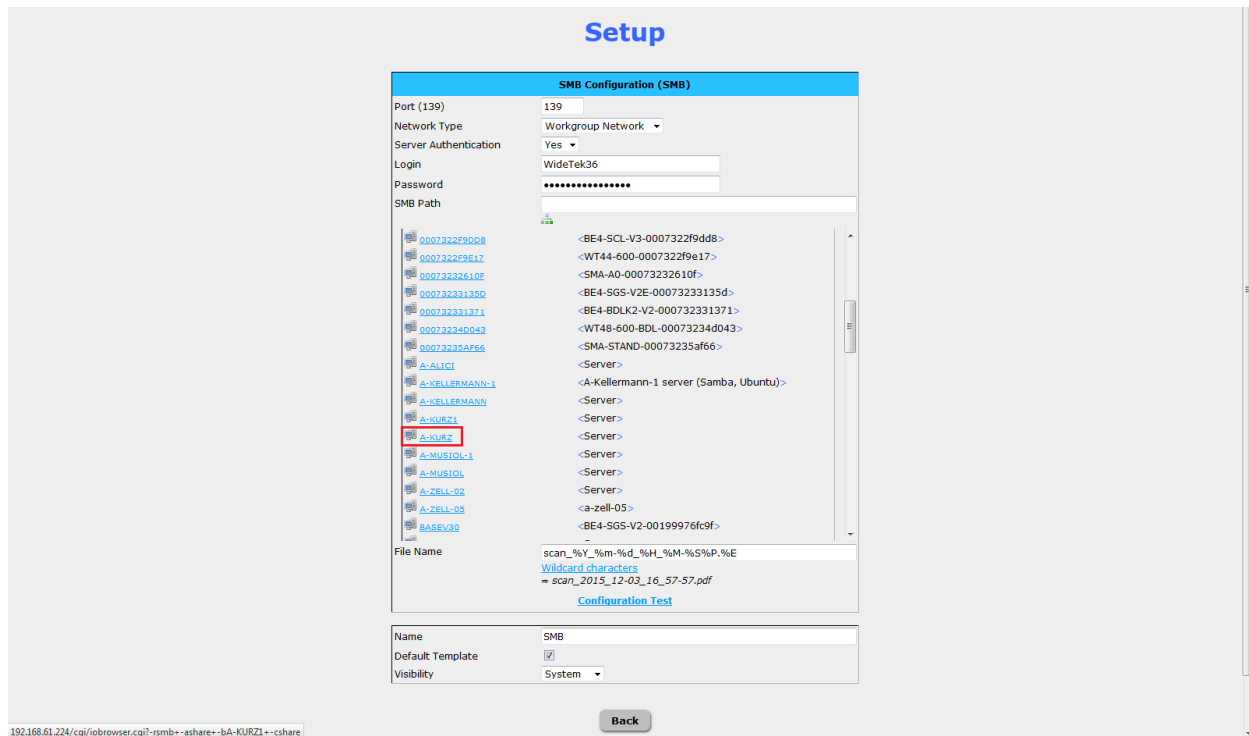 Setup
SMB Configuration (SMB)
Port (139) 139
Network Type Workgroup Network
Server Authentication Yes
Login WideTek36
Password ••••••••••••••••
SMB Path
0007322F9DD8 <BE4-SCL-V3-0007322f9dd8>
0007322F9E17 <WT44-600-0007322f9e17>
00073232610F <SMA-A0-00073232610f>
00073233135D <BE4-SGS-V2E-00073233135d>
000732331371 <BE4-BDLK2-V2-000732331371>
00073234D043 <WT48-600-BDL-00073234d043>
00073235AF66 <SMA-STAND-00073235af66>
A-ALICI <Server>
A-KELLERMANN-1 <A-Kellermann-1 server (Samba, Ubuntu)>
A-KELLERMANN <Server>
A-KURZ1 <Server>
A-KURZ <Server>
A-MUSIOL-1 <Server>
A-MUSIOL <Server>
A-ZELL-02 <Server>
A-ZELL-05 <a-zell-05>
BASEV30 <BE4-SGS-V2-00199976fc9f>
File Name scan_%Y_%m-%d_%H_%M-%S%P.%E
Wildcard characters
= scan_2015_12-03_16_57-57.pdf
Configuration Test
Name SMB
Default Template
Visibility System
Back
192.168.61.224/cgi/iobrowser.cgi?-rsmb+-ashare+-bA-KURZ1+-cshare